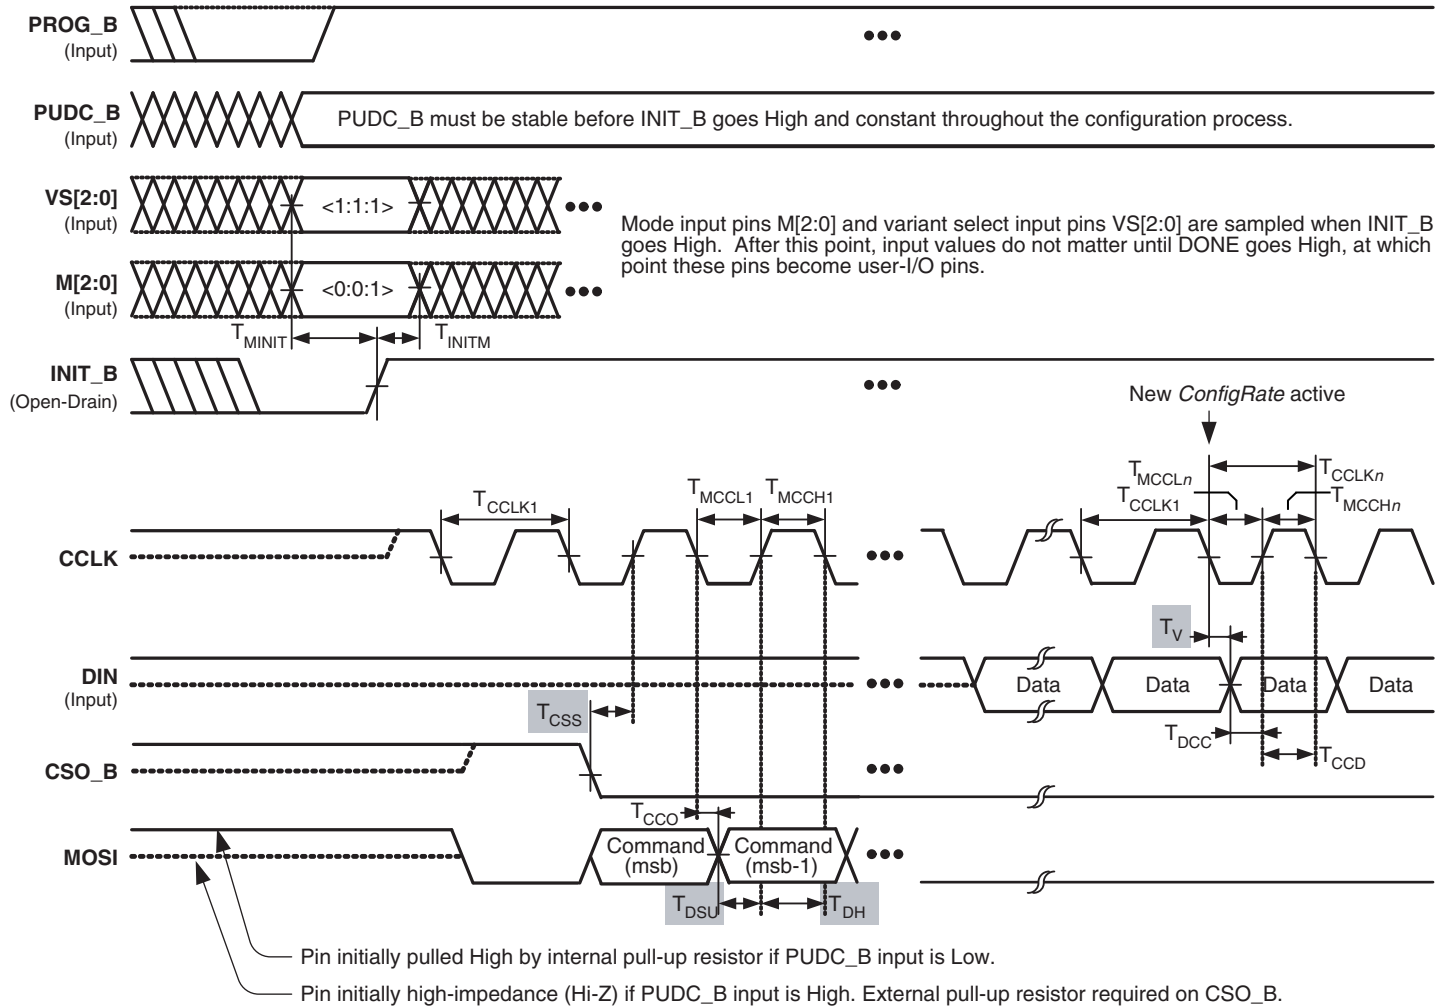 PROG_B
(Input)
PUDC_B
(Input)
PUDC_B must be stable before INIT_B goes High and constant throughout the configuration process.
VS[2:0]
(Input)
<1:1:1>
Mode input pins M[2:0] and variant select input pins VS[2:0] are sampled when INIT_B
goes High. After this point, input values do not matter until DONE goes High, at which
point these pins become user-I/O pins.
M[2:0]
(Input)
<0:0:1>
TMINIT
TINITM
INIT_B
(Open-Drain)
New ConfigRate active
TMCCLn
TCCLKn
TCCLK1
TMCCL1
TMCCH1
TCCLK1
TMCCHn
CCLK
TV
DIN
(Input)
Data
Data
Data
Data
TCSS
TDCC
TCCD
CSO_B
TCCO
MOSI
Command
(msb)
Command
(msb-1)
TDSU
TDH
Pin initially pulled High by internal pull-up resistor if PUDC_B input is Low.
Pin initially high-impedance (Hi-Z) if PUDC_B input is High. External pull-up resistor required on CSO_B.